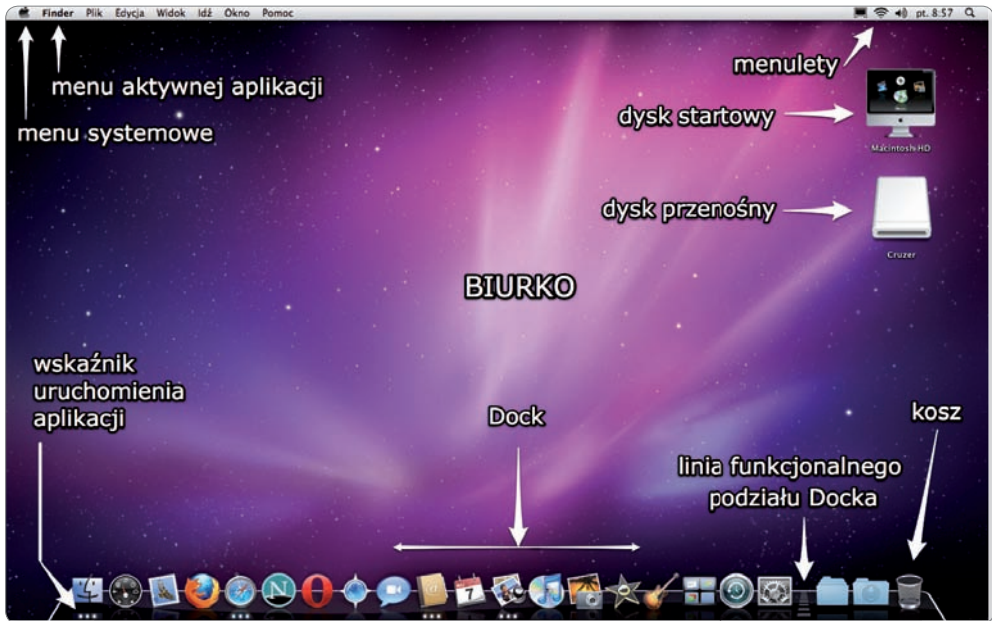 Finder Plik Edycja Widok Idź Okno Pomoc pt. 8:57
menu aktywnej aplikacji
menulety
menu systemowe
dysk startowy
Macintosh HD
dysk przenośny
Cruzer
BIURKO
wskaźnik
uruchomienia
aplikacji
Dock
kosz
linia funkcjonalnego
podziału Docka
7